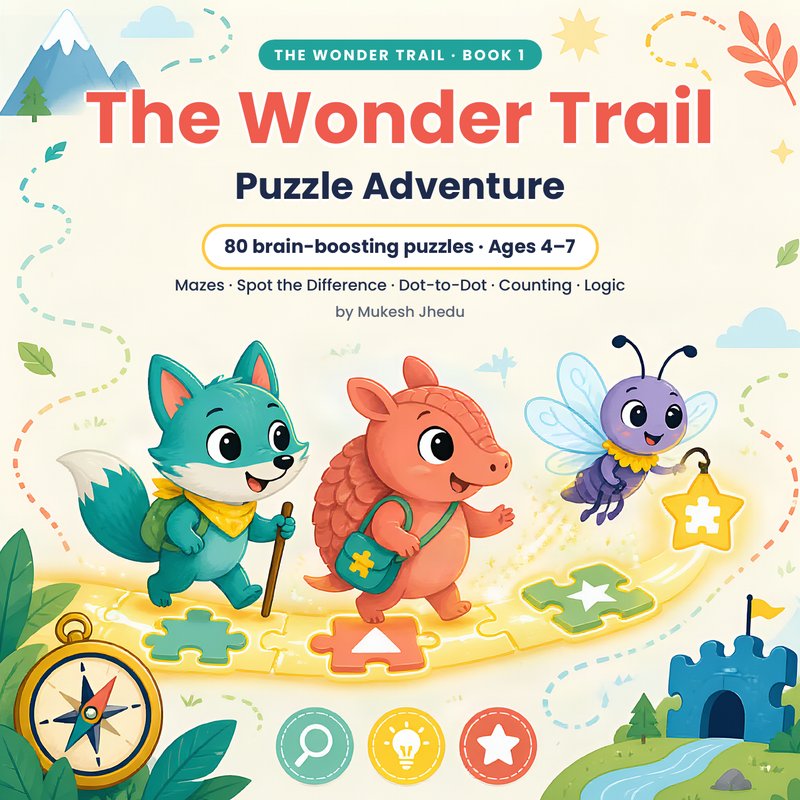 THE WONDER TRAIL · BOOK 1
The Wonder Trail
Puzzle Adventure
80 brain-boosting puzzles · Ages 4–7
Mazes · Spot the Difference · Dot-to-Dot · Counting · Logic
by Mukesh Jhedu